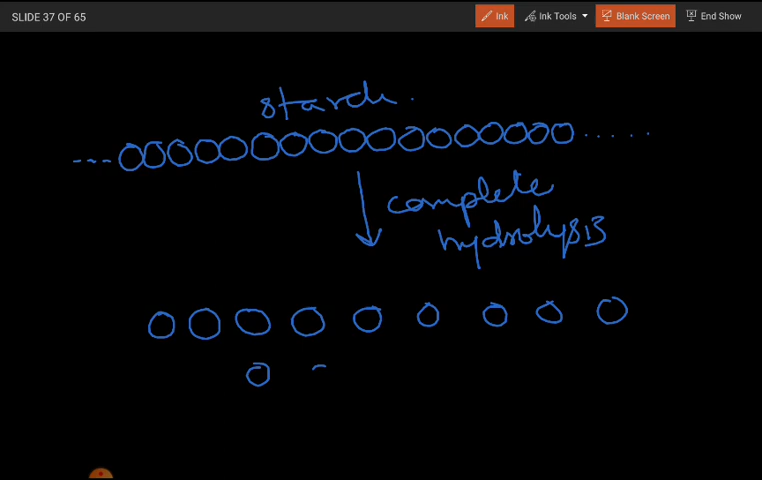 SLIDE 37 OF 65
Ink Ink Tools Blank Screen End Show
starch.
complete
hydrolysis